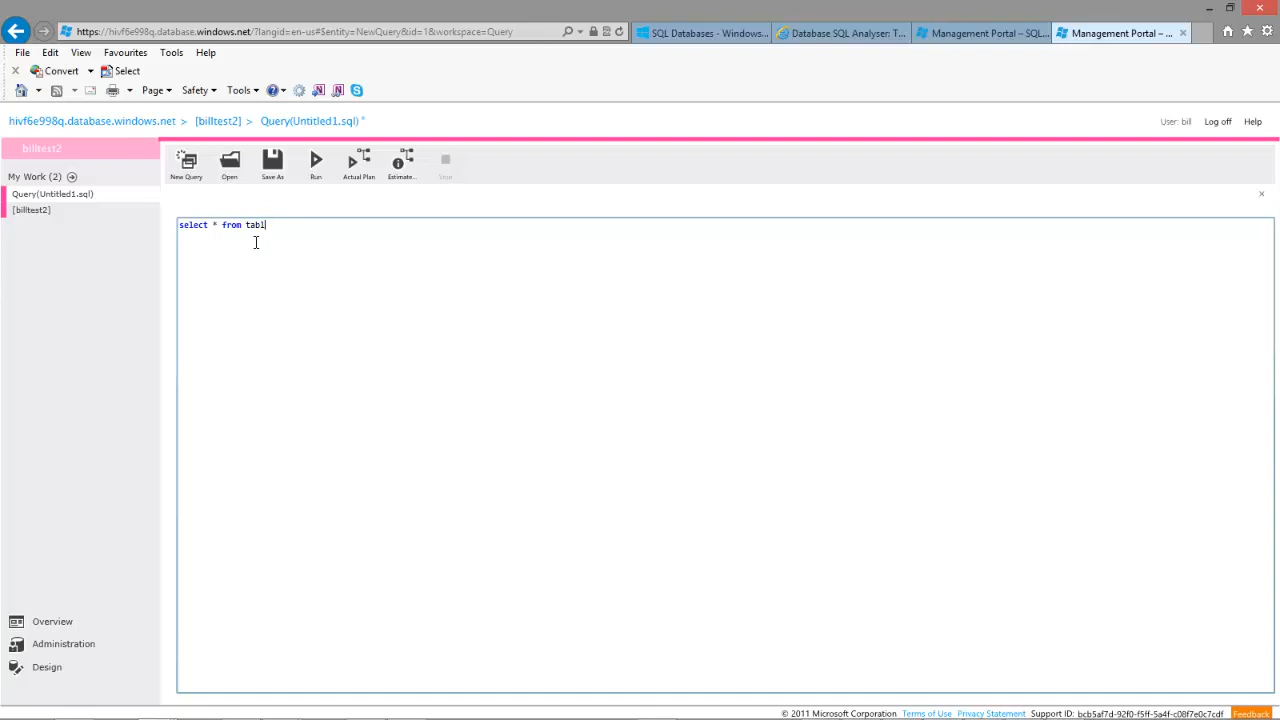 https://hivf6e998q.database.windows.net/?langid=en-us#$entity=NewQuery&id=1&workspace=Query
SQL Databases - Windows...
Database SQL Analyser: T...
Management Portal – SQL...
Management Portal – ...
File Edit View Favourites Tools Help
Convert Select
Page Safety Tools
hivf6e998q.database.windows.net > [billtest2] > Query(Untitled1.sql) *
User: bill Log off Help
billtest2
My Work (2)
Query(Untitled1.sql)
[billtest2]
New Query Open Save As Run Actual Plan Estimate... Stop
select * from tabl
Overview
Administration
Design
© 2011 Microsoft Corporation Terms of Use Privacy Statement Support ID: bcb5af7d-92f0-f5ff-5a4f-c08f7e0c7cdf Feedback